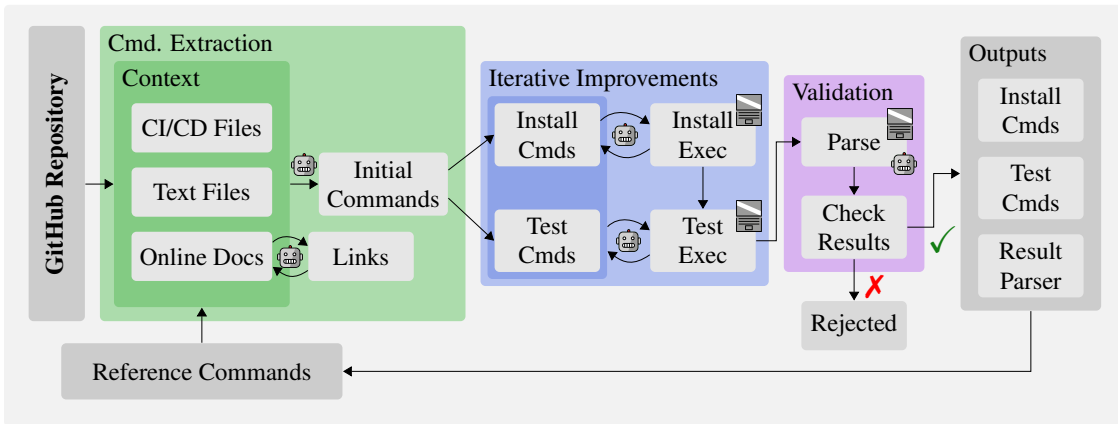 GitHub Repository
Cmd. Extraction
Context
CI/CD Files
Text Files
Online Docs
Links
Initial
Commands
Reference Commands
Iterative Improvements
Install
Cmds
Install
Exec
Test
Cmds
Test
Exec
Validation
Parse
Check
Results
Rejected
Outputs
Install
Cmds
Test
Cmds
Result
Parser